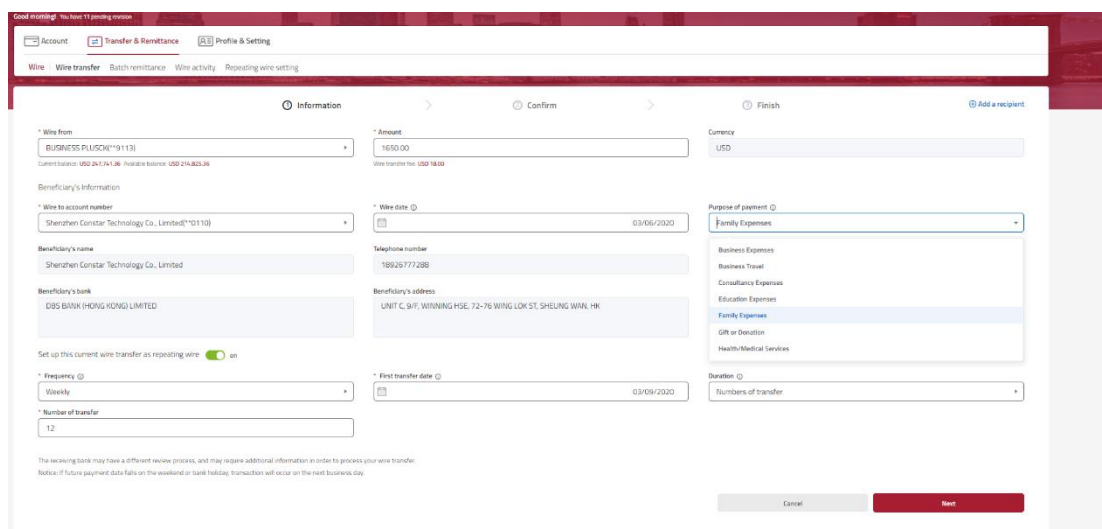 Good morning! You have 11 pending revision
Account Transfer & Remittance Profile & Setting
Wire Wire transfer Batch remittance Wire activity Repeating wire setting
1 Information > 2 Confirm > 3 Finish Add a recipient
* Wire from * Amount Currency
BUSINESS PLUSCK(**9113) 1650.00 USD
Current balance: USD 247,741.36 Available balance: USD 214,825.36 Wire transfer fee: USD 18.00
Beneficiary's Information
* Wire to account number * Wire date Purpose of payment
Shenzhen Constar Technology Co., Limited(**0110) 03/06/2020 Family Expenses
Beneficiary's name Telephone number
Shenzhen Constar Technology Co., Limited 18926777288
Beneficiary's bank Beneficiary's address
DBS BANK (HONG KONG) LIMITED UNIT C, 9/F, WINNING HSE, 72-76 WING LOK ST, SHEUNG WAN, HK
Business Expenses
Business Travel
Consultancy Expenses
Education Expenses
Family Expenses
Gift or Donation
Health/Medical Services
Set up this current wire transfer as repeating wire on
* Frequency * First transfer date Duration
Weekly 03/09/2020 Numbers of transfer
* Number of transfer
12
The receiving bank may have a different review process, and may require additional information in order to process your wire transfer.
Notice: If future payment date falls on the weekend or bank holiday, transaction will occur on the next business day.
Cancel Next